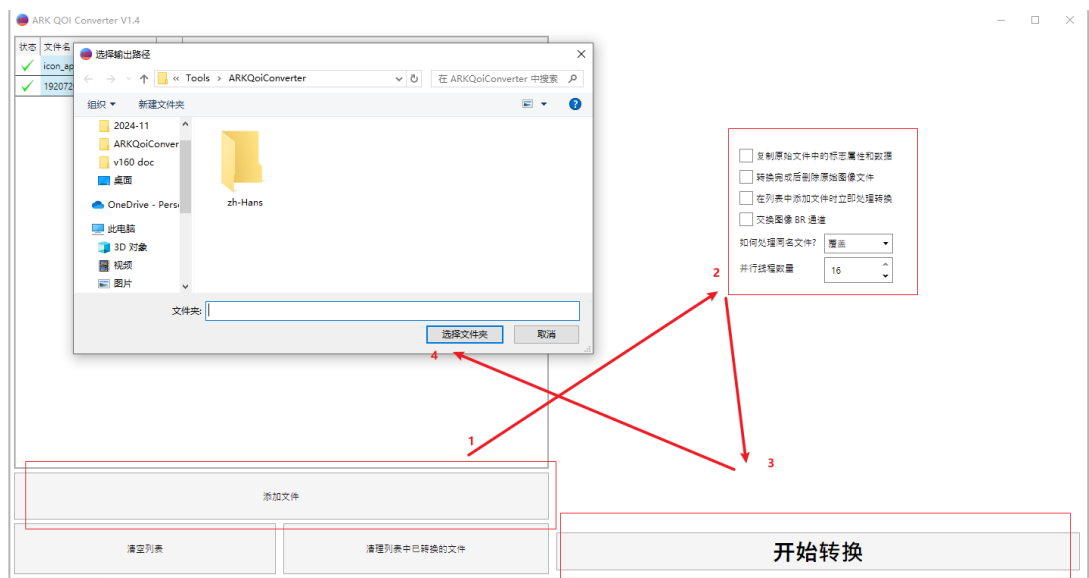 ARK QOI Converter V1.4
状态 文件名
选择输出路径
icon_ap
192072
« Tools › ARKQoiConverter
在 ARKQoiConverter 中搜索
组织
新建文件夹
2024-11
ARKQoiConver
v160 doc
桌面
OneDrive - Pers
此电脑
3D 对象
视频
图片
zh-Hans
文件夹:
选择文件夹
取消
4
复制原始文件中的标志属性和数据
转换完成后删除原始图像文件
在列表中添加文件时立即处理转换
交换图像 BR 通道
如何处理同名文件? 覆盖
并行线程数量 16
2
1
3
添加文件
清空列表
清理列表中已转换的文件
开始转换